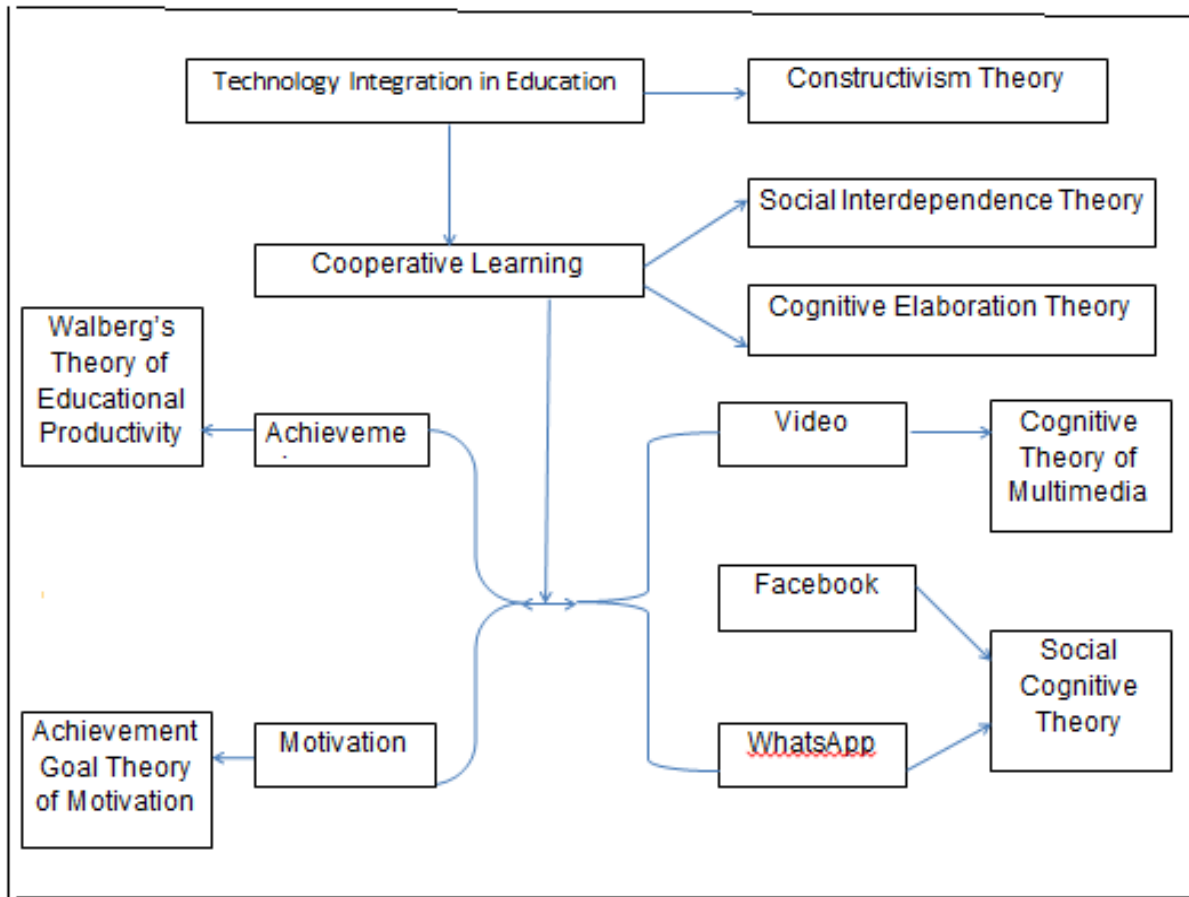 Technology Integration in Education
Constructivism Theory
Social Interdependence Theory
Cooperative Learning
Cognitive Elaboration Theory
Walberg's
Theory of
Educational
Productivity
Achieveme
Video
Cognitive
Theory of
Multimedia
Facebook
Social
Cognitive
Theory
Achievement
Goal Theory
of Motivation
Motivation
WhatsApp